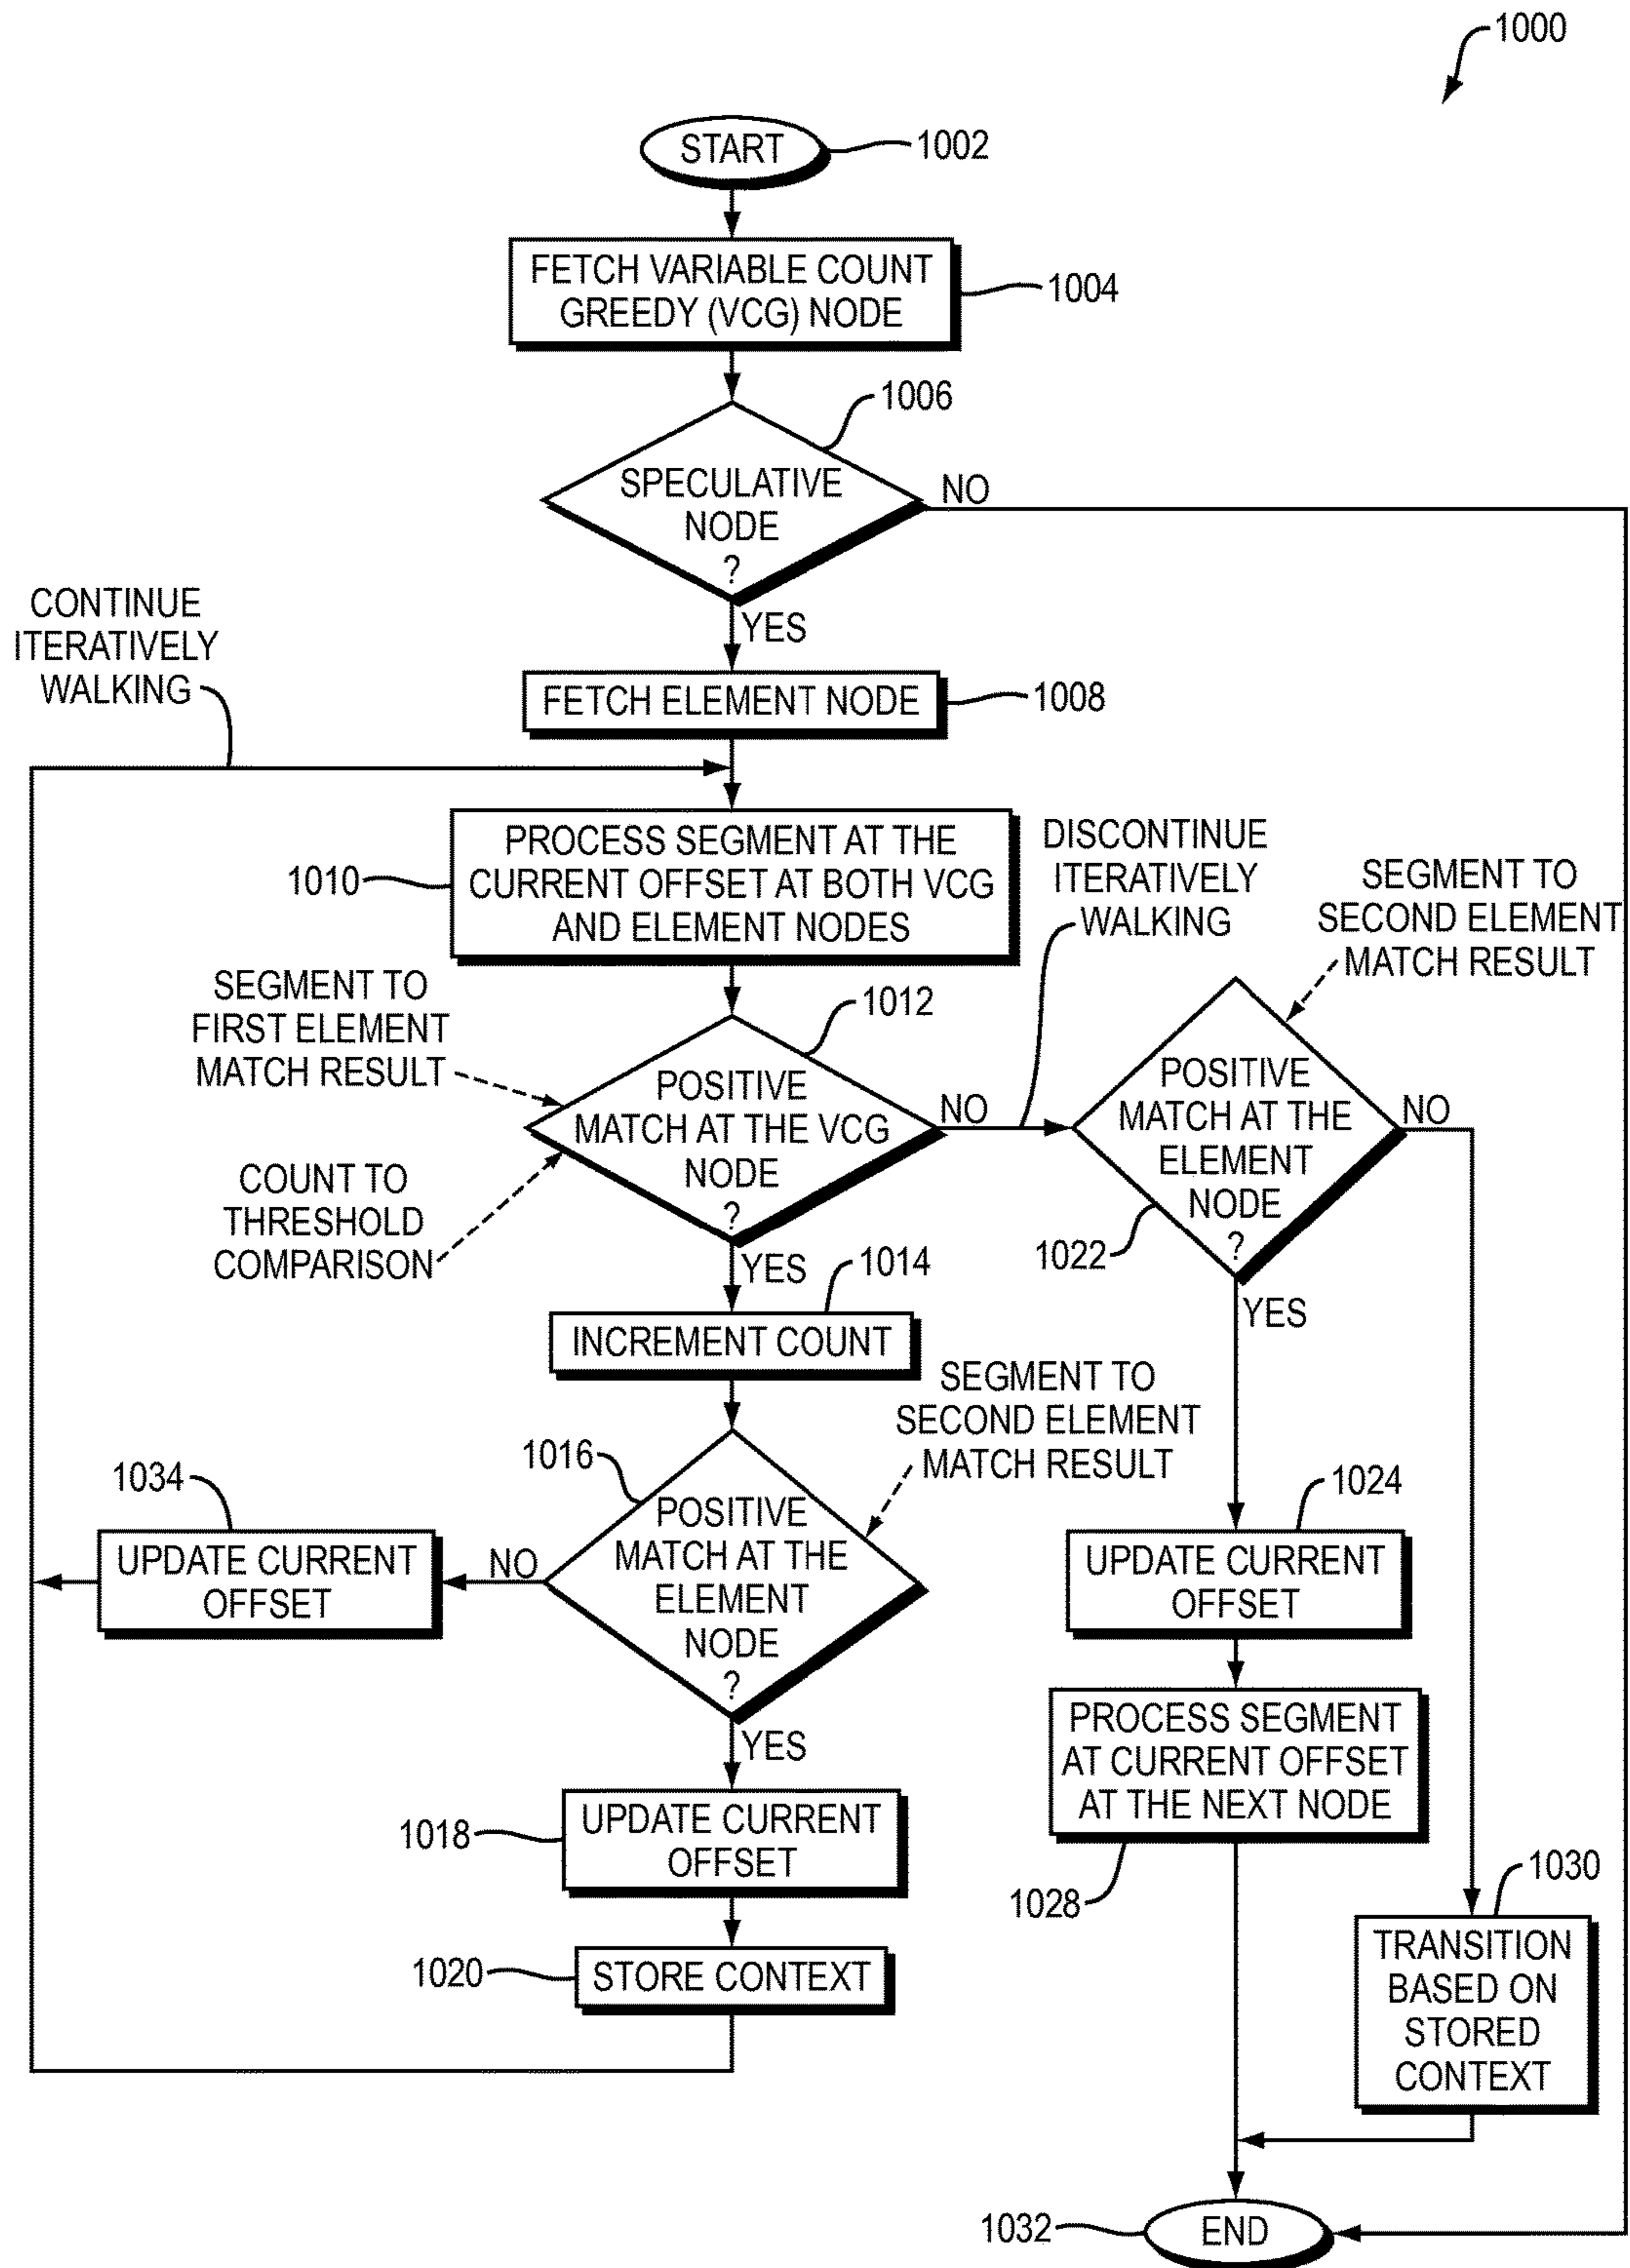 1000
START
1002
FETCH VARIABLE COUNT
GREEDY (VCG) NODE
1004
1006
SPECULATIVE
NODE
?
NO
YES
CONTINUE
ITERATIVELY
WALKING
FETCH ELEMENT NODE
1008
PROCESS SEGMENT AT THE
CURRENT OFFSET AT BOTH VCG
AND ELEMENT NODES
1010
DISCONTINUE
ITERATIVELY
WALKING
SEGMENT TO
SECOND ELEMENT
MATCH RESULT
SEGMENT TO
FIRST ELEMENT
MATCH RESULT
1012
POSITIVE
MATCH AT THE VCG
NODE
?
NO
COUNT TO
THRESHOLD
COMPARISON
YES
POSITIVE
MATCH AT THE
ELEMENT
NODE
?
NO
1022
YES
1014
INCREMENT COUNT
SEGMENT TO
SECOND ELEMENT
MATCH RESULT
1016
POSITIVE
MATCH AT THE
ELEMENT
NODE
?
NO
1034
UPDATE CURRENT
OFFSET
YES
1024
UPDATE CURRENT
OFFSET
PROCESS SEGMENT
AT CURRENT OFFSET
AT THE NEXT NODE
1028
1018
UPDATE CURRENT
OFFSET
1020
STORE CONTEXT
1030
TRANSITION
BASED ON
STORED
CONTEXT
1032
END